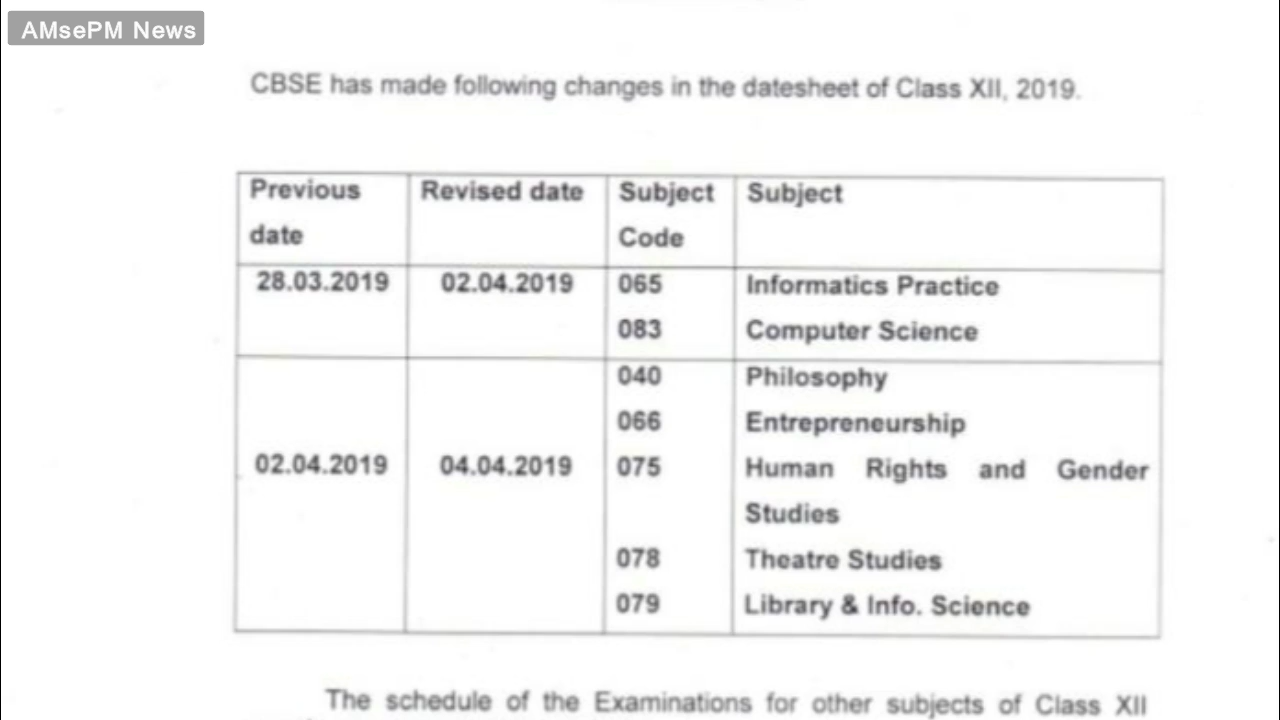 AMsePM News
CBSE has made following changes in the datesheet of Class XII, 2019.
Previous date | Revised date | Subject Code | Subject
28.03.2019 | 02.04.2019 | 065 | Informatics Practice
083 | Computer Science
040 | Philosophy
066 | Entrepreneurship
02.04.2019 | 04.04.2019 | 075 | Human Rights and Gender Studies
078 | Theatre Studies
079 | Library & Info. Science
The schedule of the Examinations for other subjects of Class XII